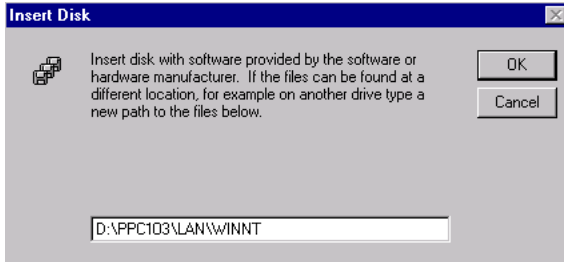 Insert Disk
Insert disk with software provided by the software or
hardware manufacturer.  If the files can be found at a
different location, for example on another drive type a
new path to the files below.
OK
Cancel
D:\PPC103\LAN\WINNT